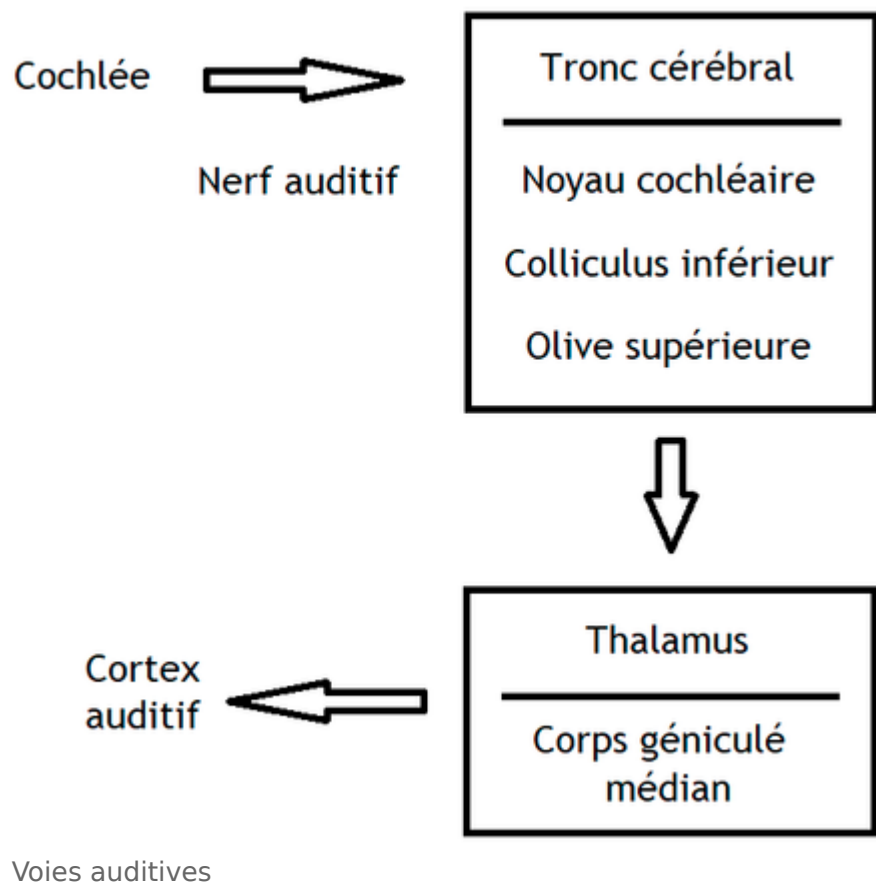 Cochlée
Nerf auditif
Tronc cérébral
Noyau cochléaire
Colliculus inférieur
Olive supérieure
Thalamus
Corps géniculé
médian
Cortex
auditif
Voies auditives